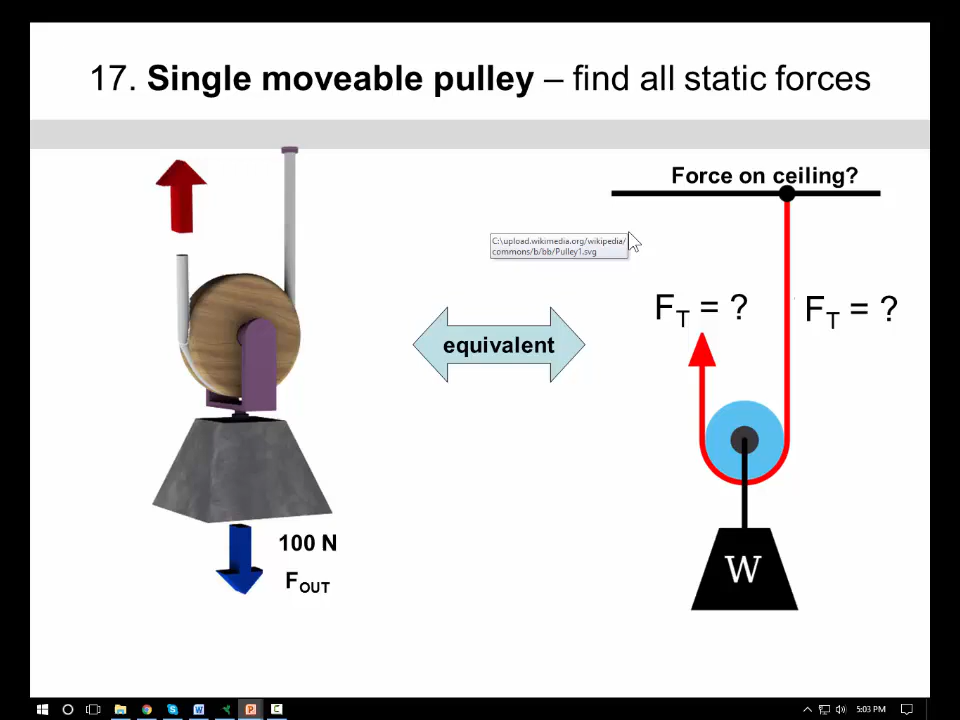 17. Single moveable pulley – find all static forces
Force on ceiling?
C:\upload.wikimedia.org/wikipedia/
commons/b/bb/Pulley1.svg
F_T = ?
F_T = ?
equivalent
100 N
F_OUT
W
5:03 PM